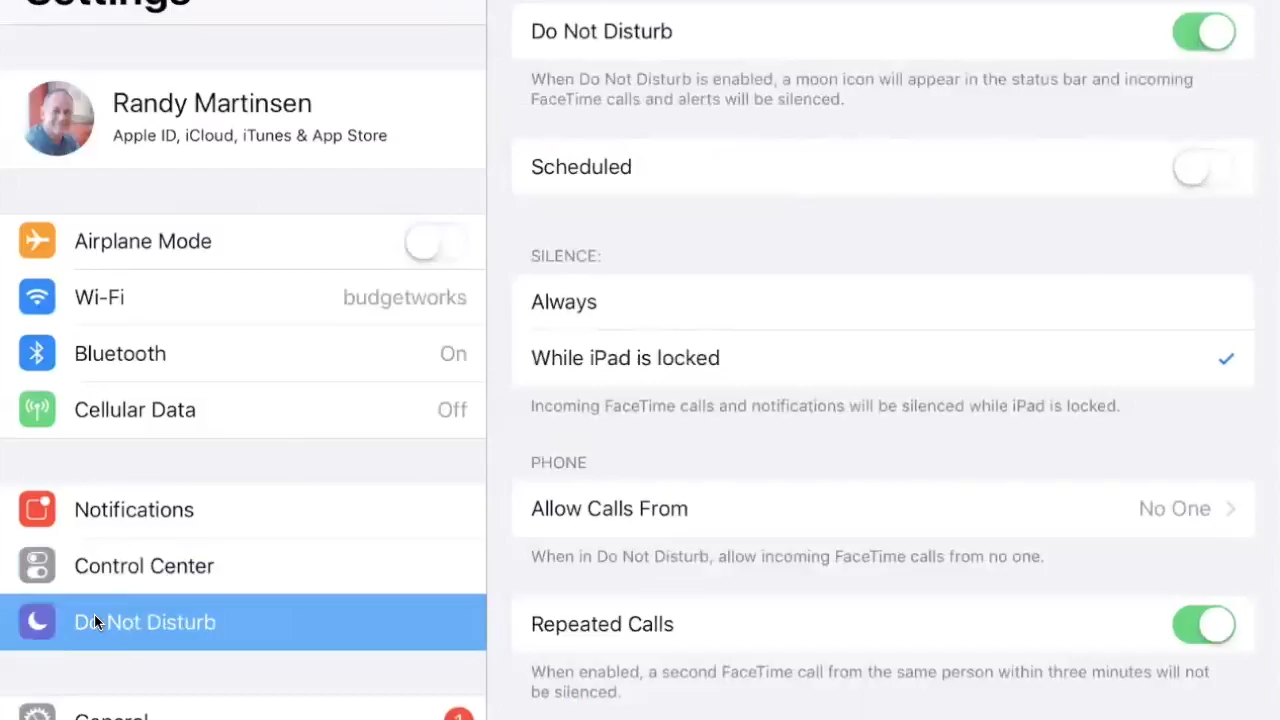 Settings
Randy Martinsen
Apple ID, iCloud, iTunes & App Store
Airplane Mode
Wi-Fi budgetworks
Bluetooth On
Cellular Data Off
Notifications
Control Center
Do Not Disturb
General 1
Do Not Disturb
When Do Not Disturb is enabled, a moon icon will appear in the status bar and incoming
FaceTime calls and alerts will be silenced.
Scheduled
SILENCE:
Always
While iPad is locked
Incoming FaceTime calls and notifications will be silenced while iPad is locked.
PHONE
Allow Calls From No One
When in Do Not Disturb, allow incoming FaceTime calls from no one.
Repeated Calls
When enabled, a second FaceTime call from the same person within three minutes will not
be silenced.